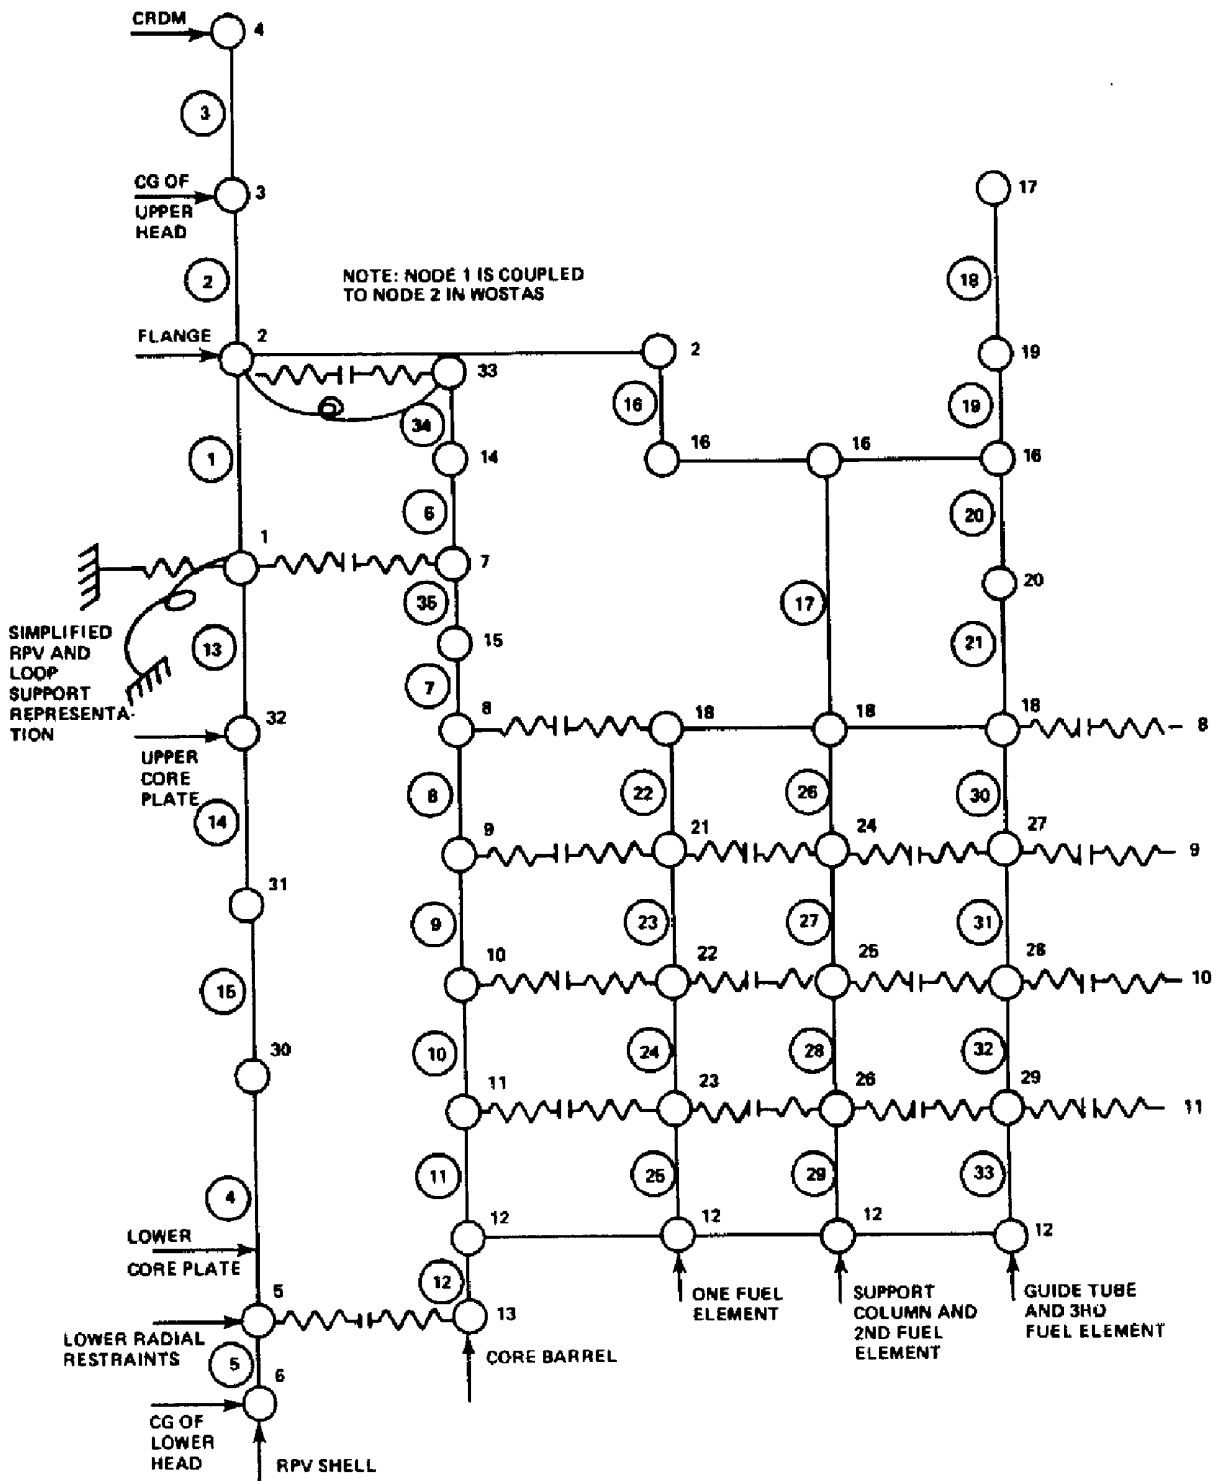 CRDM
4
3
CG OF
UPPER
HEAD
3
17
2
NOTE: NODE 1 IS COUPLED
TO NODE 2 IN WOSTAS
18
FLANGE
2
33
2
19
34
16
19
1
14
16
16
16
6
20
1
7
20
35
17
SIMPLIFIED
RPV AND
LOOP
SUPPORT
REPRESENTA-
TION
13
15
21
7
32
8
18
18
18
8
UPPER
CORE
PLATE
14
8
22
26
30
9
21
24
27
9
31
9
23
27
31
10
22
25
28
10
15
30
10
24
28
32
11
23
26
29
11
4
11
25
29
33
LOWER
CORE PLATE
12
12
12
12
5
12
13
LOWER RADIAL
RESTRAINTS
5
6
CG OF
LOWER
HEAD
RPV SHELL
CORE BARREL
ONE FUEL
ELEMENT
SUPPORT
COLUMN AND
2ND FUEL
ELEMENT
GUIDE TUBE
AND 3RD
FUEL ELEMENT